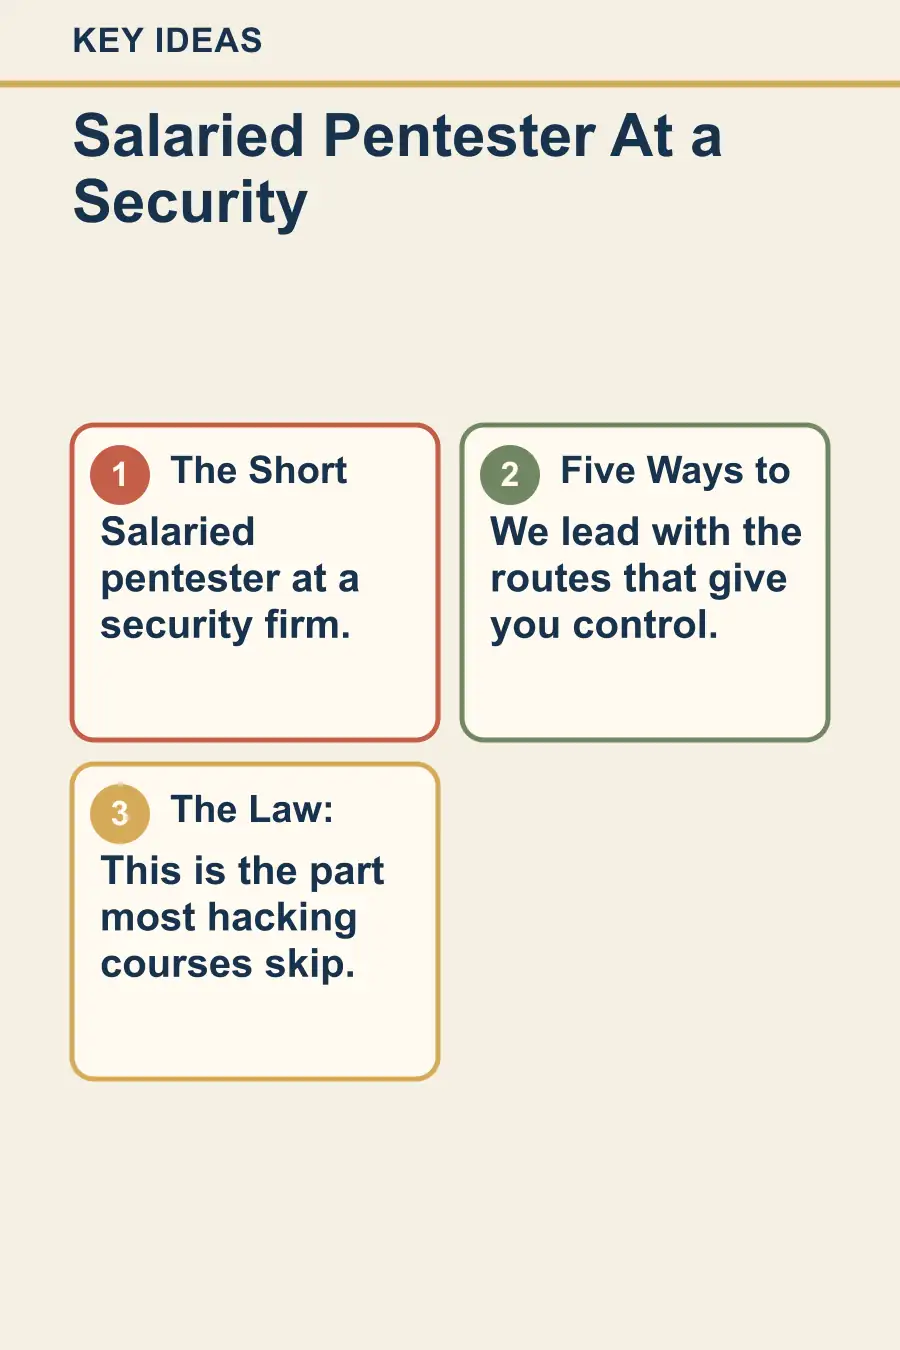 KEY IDEAS
Salaried Pentester At a
Security
1 The Short
Salaried
pentester at a
security firm.
2 Five Ways to
We lead with the
routes that give
you control.
3 The Law:
This is the part
most hacking
courses skip.